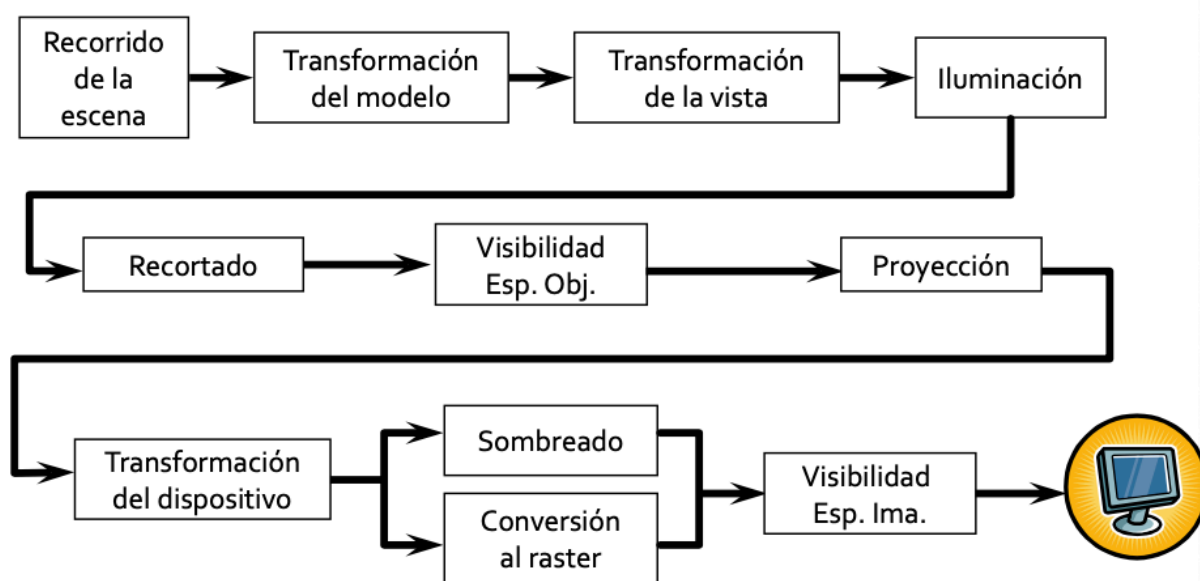 Recorrido
de la
escena
Transformación
del modelo
Transformación
de la vista
Iluminación
Recortado
Visibilidad
Esp. Obj.
Proyección
Transformación
del dispositivo
Sombreado
Conversión
al raster
Visibilidad
Esp. Ima.